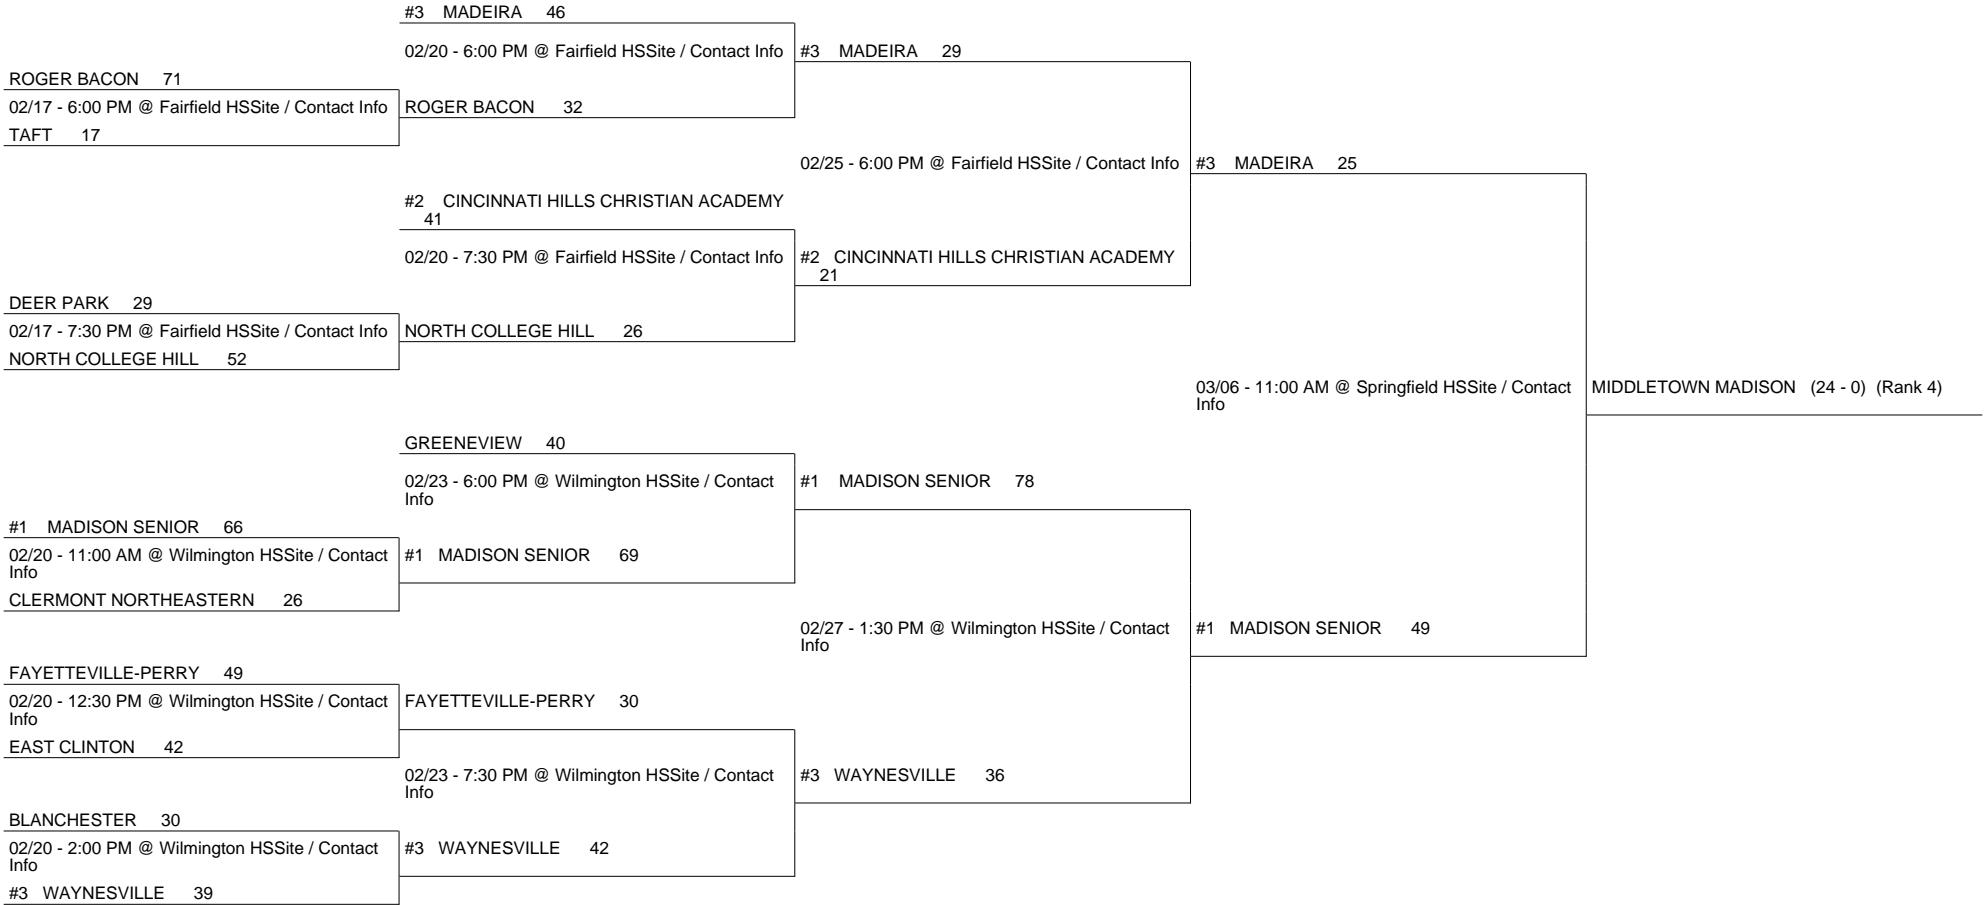 #3 MADEIRA 46
02/20 - 6:00 PM @ Fairfield HSSite / Contact Info
#3 MADEIRA 29
ROGER BACON 71
02/17 - 6:00 PM @ Fairfield HSSite / Contact Info
ROGER BACON 32
TAFT 17
02/25 - 6:00 PM @ Fairfield HSSite / Contact Info
#3 MADEIRA 25
#2 CINCINNATI HILLS CHRISTIAN ACADEMY
41
02/20 - 7:30 PM @ Fairfield HSSite / Contact Info
#2 CINCINNATI HILLS CHRISTIAN ACADEMY
21
DEER PARK 29
02/17 - 7:30 PM @ Fairfield HSSite / Contact Info
NORTH COLLEGE HILL 26
NORTH COLLEGE HILL 52
03/06 - 11:00 AM @ Springfield HSSite / Contact
Info
MIDDLETOWN MADISON (24 - 0) (Rank 4)
GREENEVIEW 40
02/23 - 6:00 PM @ Wilmington HSSite / Contact
Info
#1 MADISON SENIOR 78
#1 MADISON SENIOR 66
02/20 - 11:00 AM @ Wilmington HSSite / Contact
Info
#1 MADISON SENIOR 69
CLERMONT NORTHEASTERN 26
02/27 - 1:30 PM @ Wilmington HSSite / Contact
Info
#1 MADISON SENIOR 49
FAYETTEVILLE-PERRY 49
02/20 - 12:30 PM @ Wilmington HSSite / Contact
Info
FAYETTEVILLE-PERRY 30
EAST CLINTON 42
02/23 - 7:30 PM @ Wilmington HSSite / Contact
Info
#3 WAYNESVILLE 36
BLANCHESTER 30
02/20 - 2:00 PM @ Wilmington HSSite / Contact
Info
#3 WAYNESVILLE 42
#3 WAYNESVILLE 39